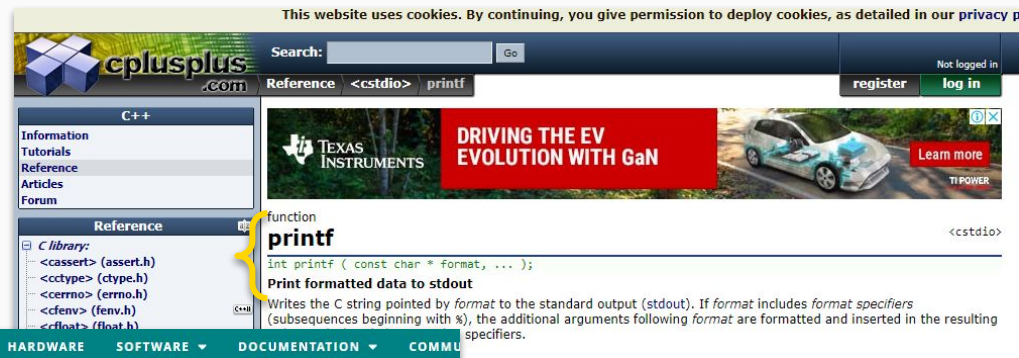 This website uses cookies. By continuing, you give permission to deploy cookies, as detailed in our privacy p
cplusplus
.com
Search:
Go
Not logged in
Reference <cstdio> printf
register log in
C++
Information
Tutorials
Reference
Articles
Forum
Reference
C library:
<cassert> (assert.h)
<cctype> (ctype.h)
<cerrno> (errno.h)
<cfenv> (fenv.h)
C++11
<cfloat> (float.h)
TEXAS
INSTRUMENTS
DRIVING THE EV
EVOLUTION WITH GaN
Learn more
TI POWER
function
printf
<cstdio>
int printf ( const char * format, ... );
Print formatted data to stdout
Writes the C string pointed by format to the standard output (stdout). If format includes format specifiers
(subsequences beginning with %), the additional arguments following format are formatted and inserted in the resulting
specifiers.
HARDWARE SOFTWARE DOCUMENTATION COMMU